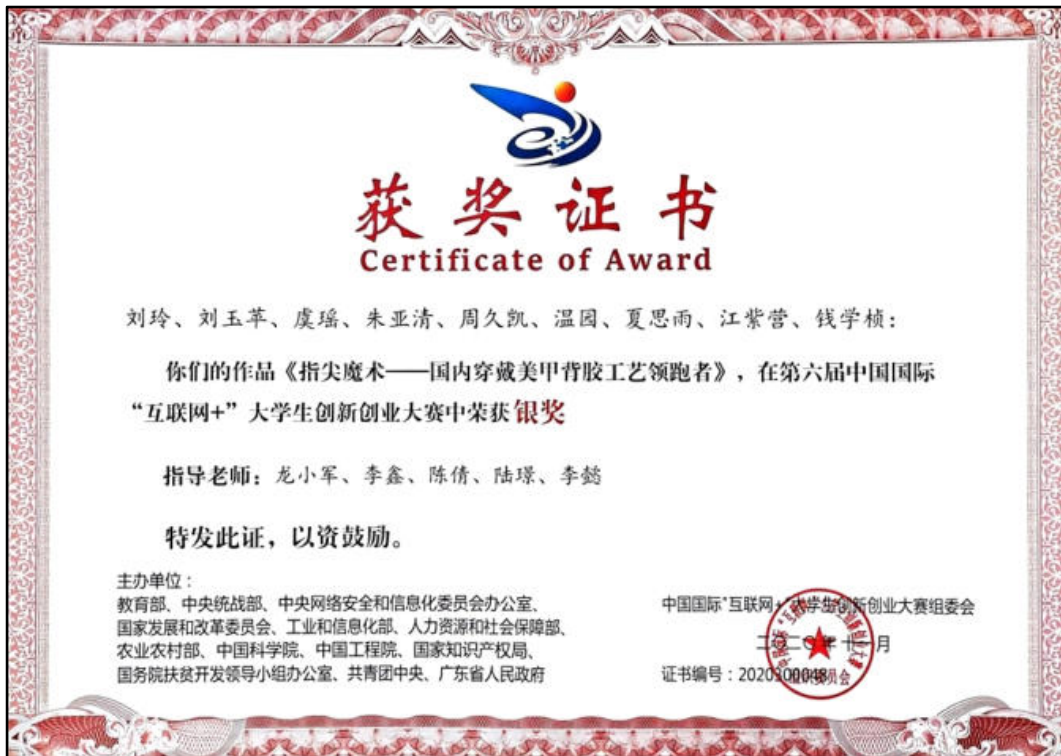 获奖证书
Certificate of Award
刘玲、刘玉苹、虞瑶、朱亚清、周久凯、温园、夏思雨、江紫营、钱学桢：
你们的作品《指尖魔术——国内穿戴美甲背胶工艺领跑者》，在第六届中国国际
“互联网+”大学生创新创业大赛中荣获银奖
指导老师：龙小军、李鑫、陈倩、陆璟、李懿
特发此证，以资鼓励。
主办单位：
教育部、中央统战部、中央网络安全和信息化委员会办公室、
国家发展和改革委员会、工业和信息化部、人力资源和社会保障部、
农业农村部、中国科学院、中国工程院、国家知识产权局、
国务院扶贫开发领导小组办公室、共青团中央、广东省人民政府
中国国际“互联网+”大学生创新创业大赛组委会
二〇二〇年十一月
证书编号：2020300048